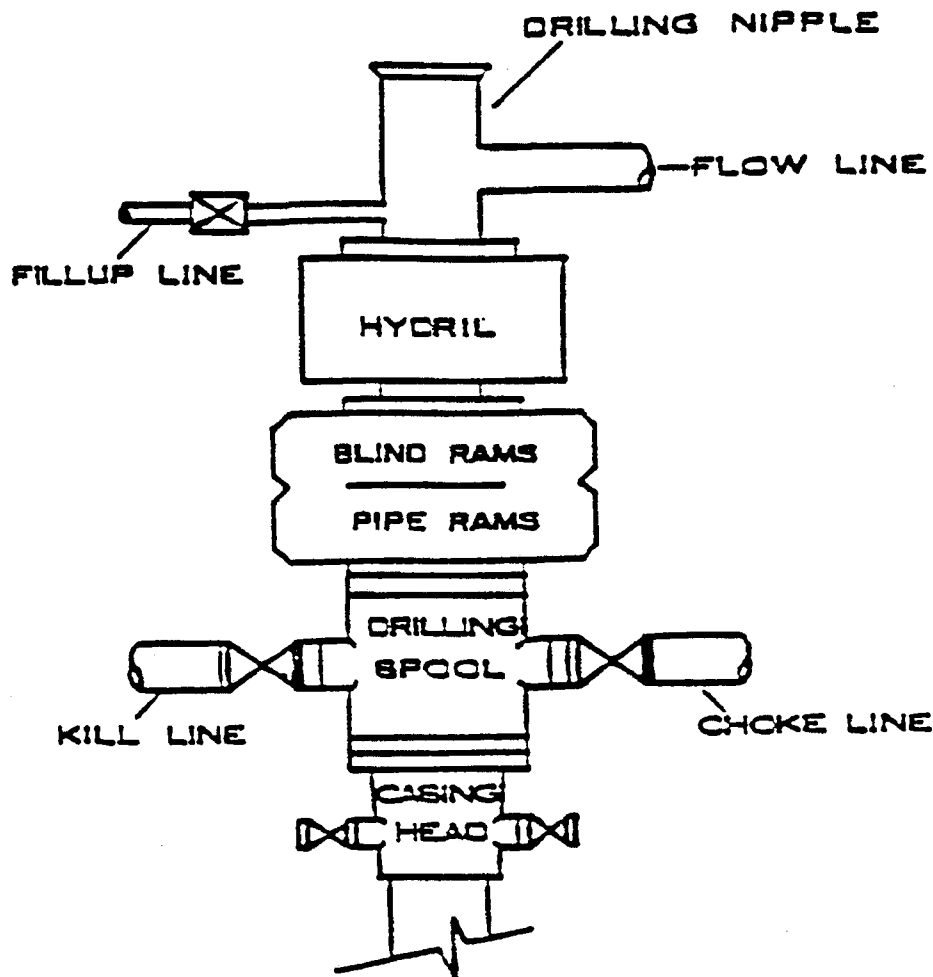 DRILLING NIPPLE
FLOW LINE
FILLUP LINE
HYDRIL
BLIND RAMS
PIPE RAMS
DRILLING
SPOOL
KILL LINE
CHOKE LINE
CASING
HEAD